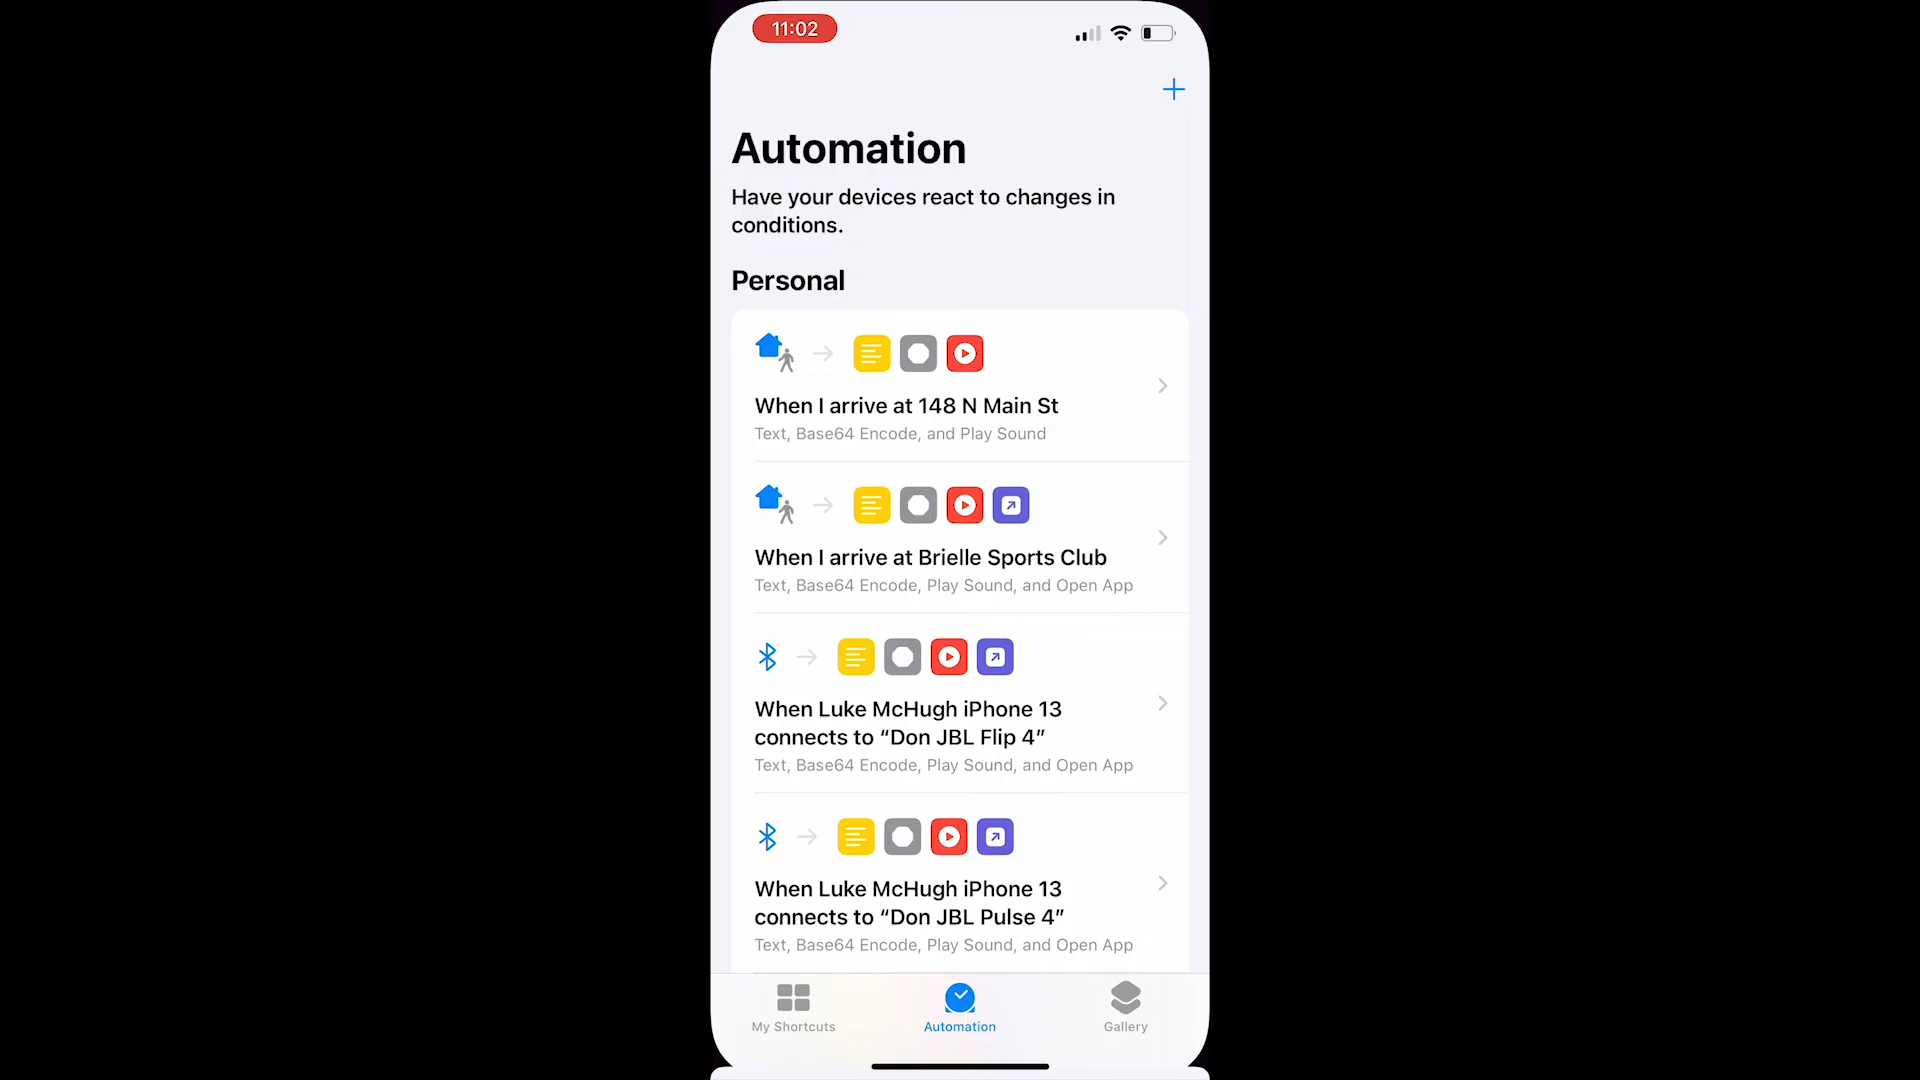 11:02
Automation
Have your devices react to changes in
conditions.
Personal
When I arrive at 148 N Main St
Text, Base64 Encode, and Play Sound
When I arrive at Brielle Sports Club
Text, Base64 Encode, Play Sound, and Open App
When Luke McHugh iPhone 13
connects to “Don JBL Flip 4”
Text, Base64 Encode, Play Sound, and Open App
When Luke McHugh iPhone 13
connects to “Don JBL Pulse 4”
Text, Base64 Encode, Play Sound, and Open App
My Shortcuts
Automation
Gallery